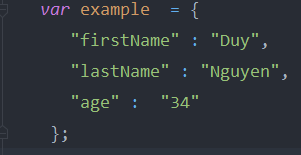 var example = {
"firstName" : "Duy",
"lastName" : "Nguyen",
"age" : "34"
};